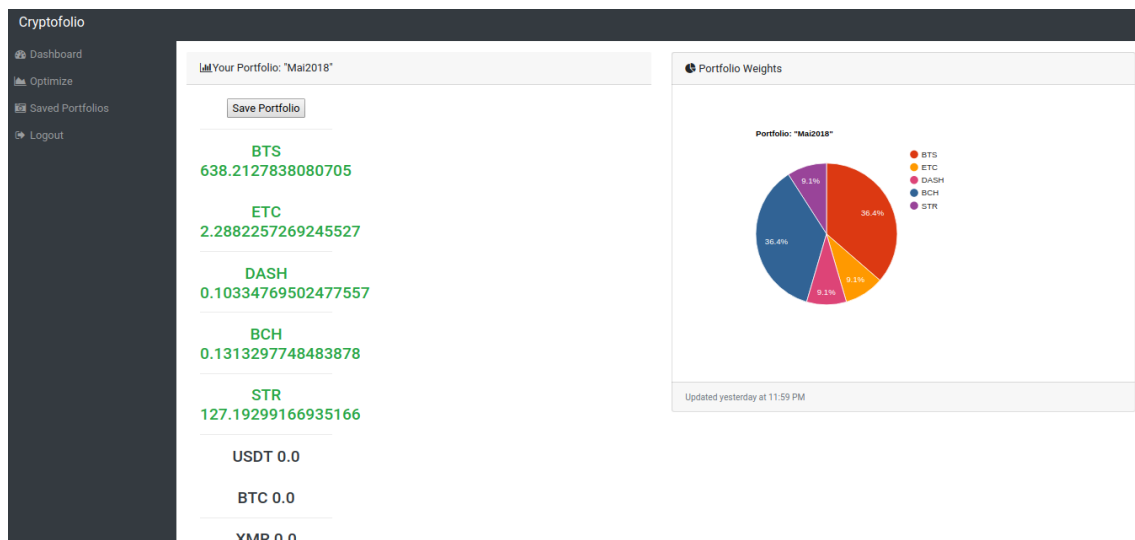 Cryptofolio
Dashboard
Optimize
Saved Portfolios
Logout
Your Portfolio: "Mai2018"
Save Portfolio
BTS
638.2127838080705
ETC
2.2882257269245527
DASH
0.10334769502477557
BCH
0.1313297748483878
STR
127.19299166935166
USDT 0.0
BTC 0.0
XMR 0.0
Portfolio Weights
Portfolio: "Mai2018"
BTS
ETC
DASH
BCH
STR
9.1%
36.4%
36.4%
9.1%
9.1%
Updated yesterday at 11:59 PM